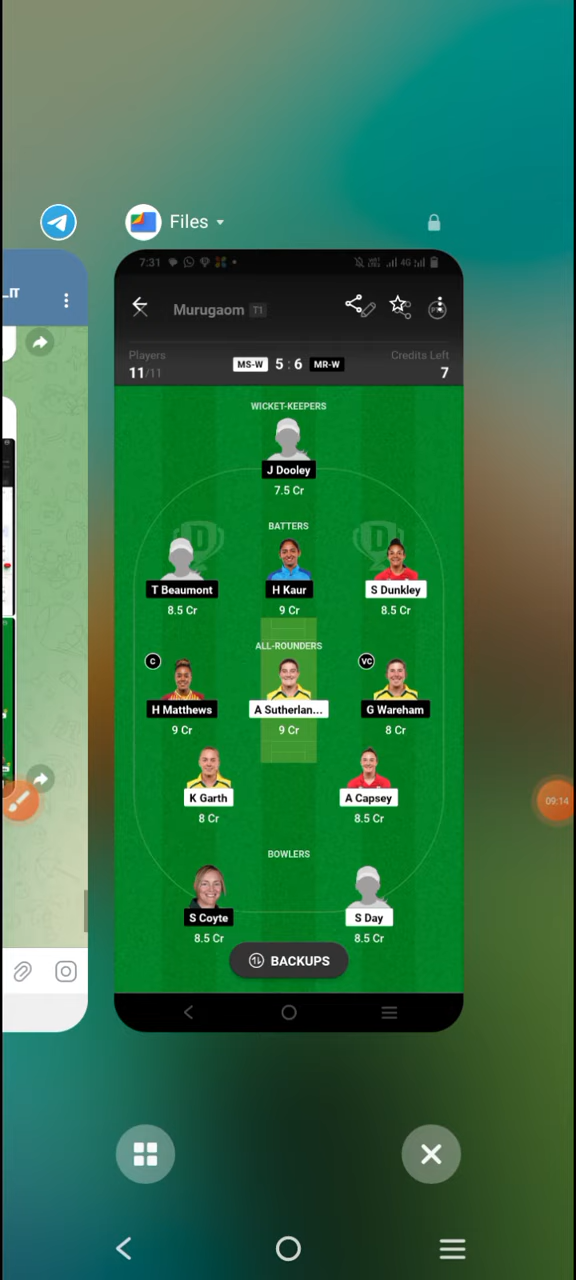 Files
7:31
4G
Murugaom T1
Players
Credits Left
11/11
MS-W 5 : 6 MR-W
7
WICKET-KEEPERS
J Dooley
7.5 Cr
BATTERS
T Beaumont
H Kaur
S Dunkley
8.5 Cr
9 Cr
8.5 Cr
ALL-ROUNDERS
C
VC
H Matthews
A Sutherlan...
G Wareham
9 Cr
9 Cr
8 Cr
K Garth
A Capsey
8 Cr
8.5 Cr
09:14
BOWLERS
S Coyte
S Day
8.5 Cr
8.5 Cr
BACKUPS